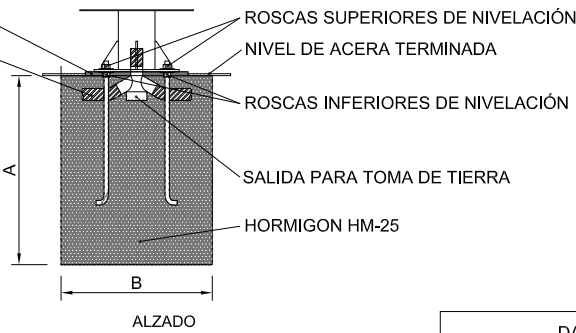 ROSCAS SUPERIORES DE NIVELACIÓN
NIVEL DE ACERA TERMINADA
ROSCAS INFERIORES DE NIVELACIÓN
A
SALIDA PARA TOMA DE TIERRA
HORMIGON HM-25
B
ALZADO